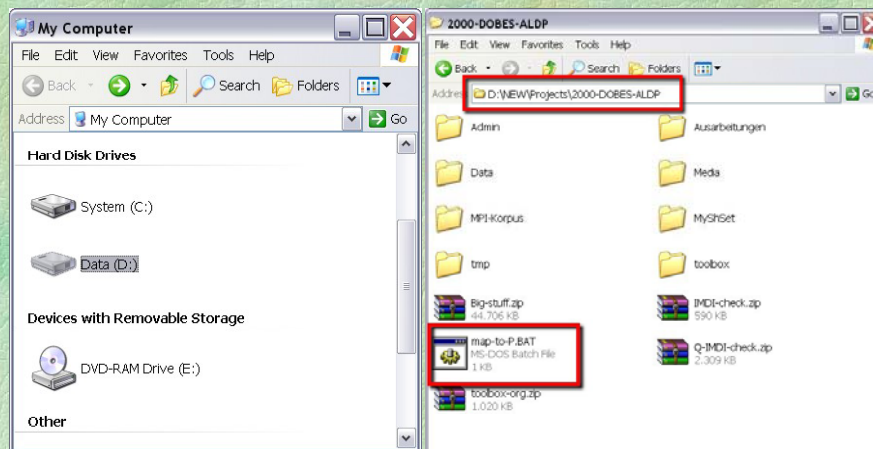 My Computer
File Edit View Favorites Tools Help
Back Search Folders
Address My Computer Go
Hard Disk Drives
System (C:)
Data (D:)
Devices with Removable Storage
DVD-RAM Drive (E:)
Other
2000-DOBES-ALDP
File Edit View Favorites Tools Help
Back Search Folders
Address D:\NEW\Projects\2000-DOBES-ALDP Go
Admin Ausarbeitungen
Data Media
MPI-Korpus MyShSet
tmp toolbox
Big-stuff.zip IMDI-check.zip
44.706 KB 590 KB
map-to-P.BAT Q-IMDI-check.zip
MS-DOS Batch File 2.309 KB
1 KB
toolbox-org.zip
1.020 KB